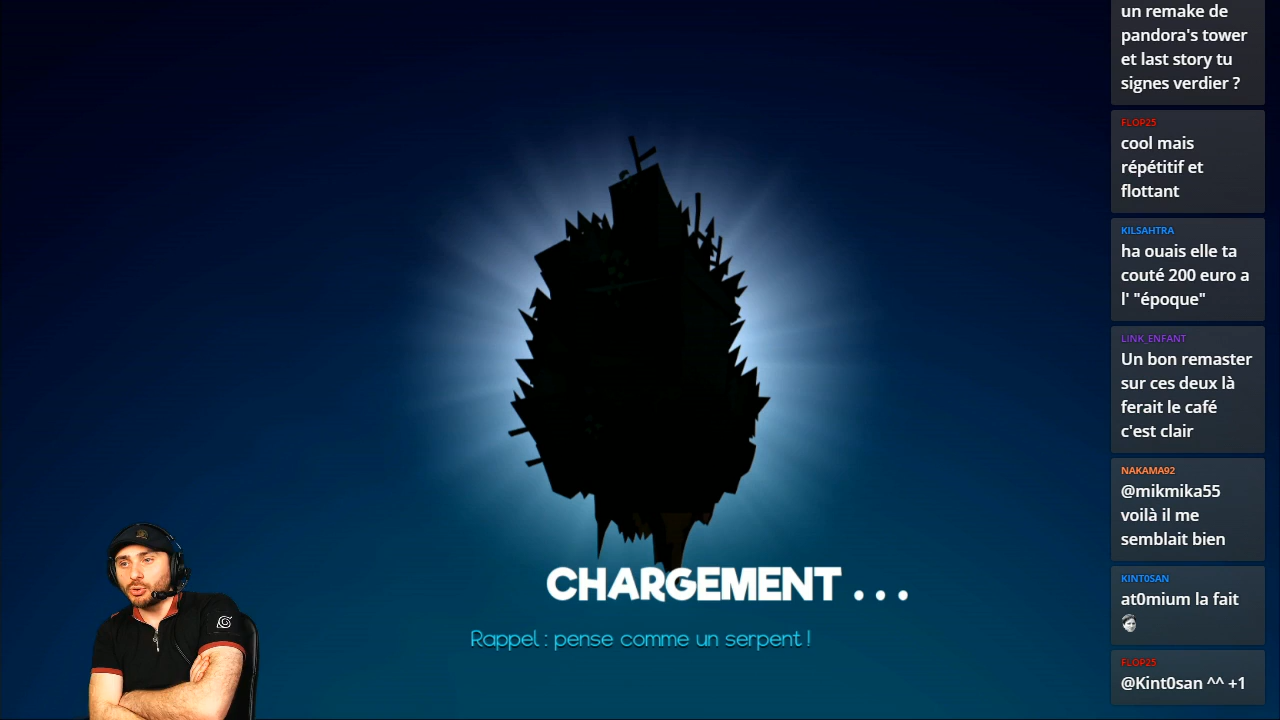 un remake de
pandora's tower
et last story tu
signes verdier ?
FLOP25
cool mais
répétitif et
flottant
KILSAHTRA
ha ouais elle ta
couté 200 euro a
l' "époque"
LINK_ENFANT
Un bon remaster
sur ces deux là
ferait le café
c'est clair
NAKAMA92
@mikmika55
voilà il me
semblait bien
KINT0SAN
at0mium la fait
FLOP25
@Kint0san ^^ +1
CHARGEMENT . . .
Rappel : pense comme un serpent !